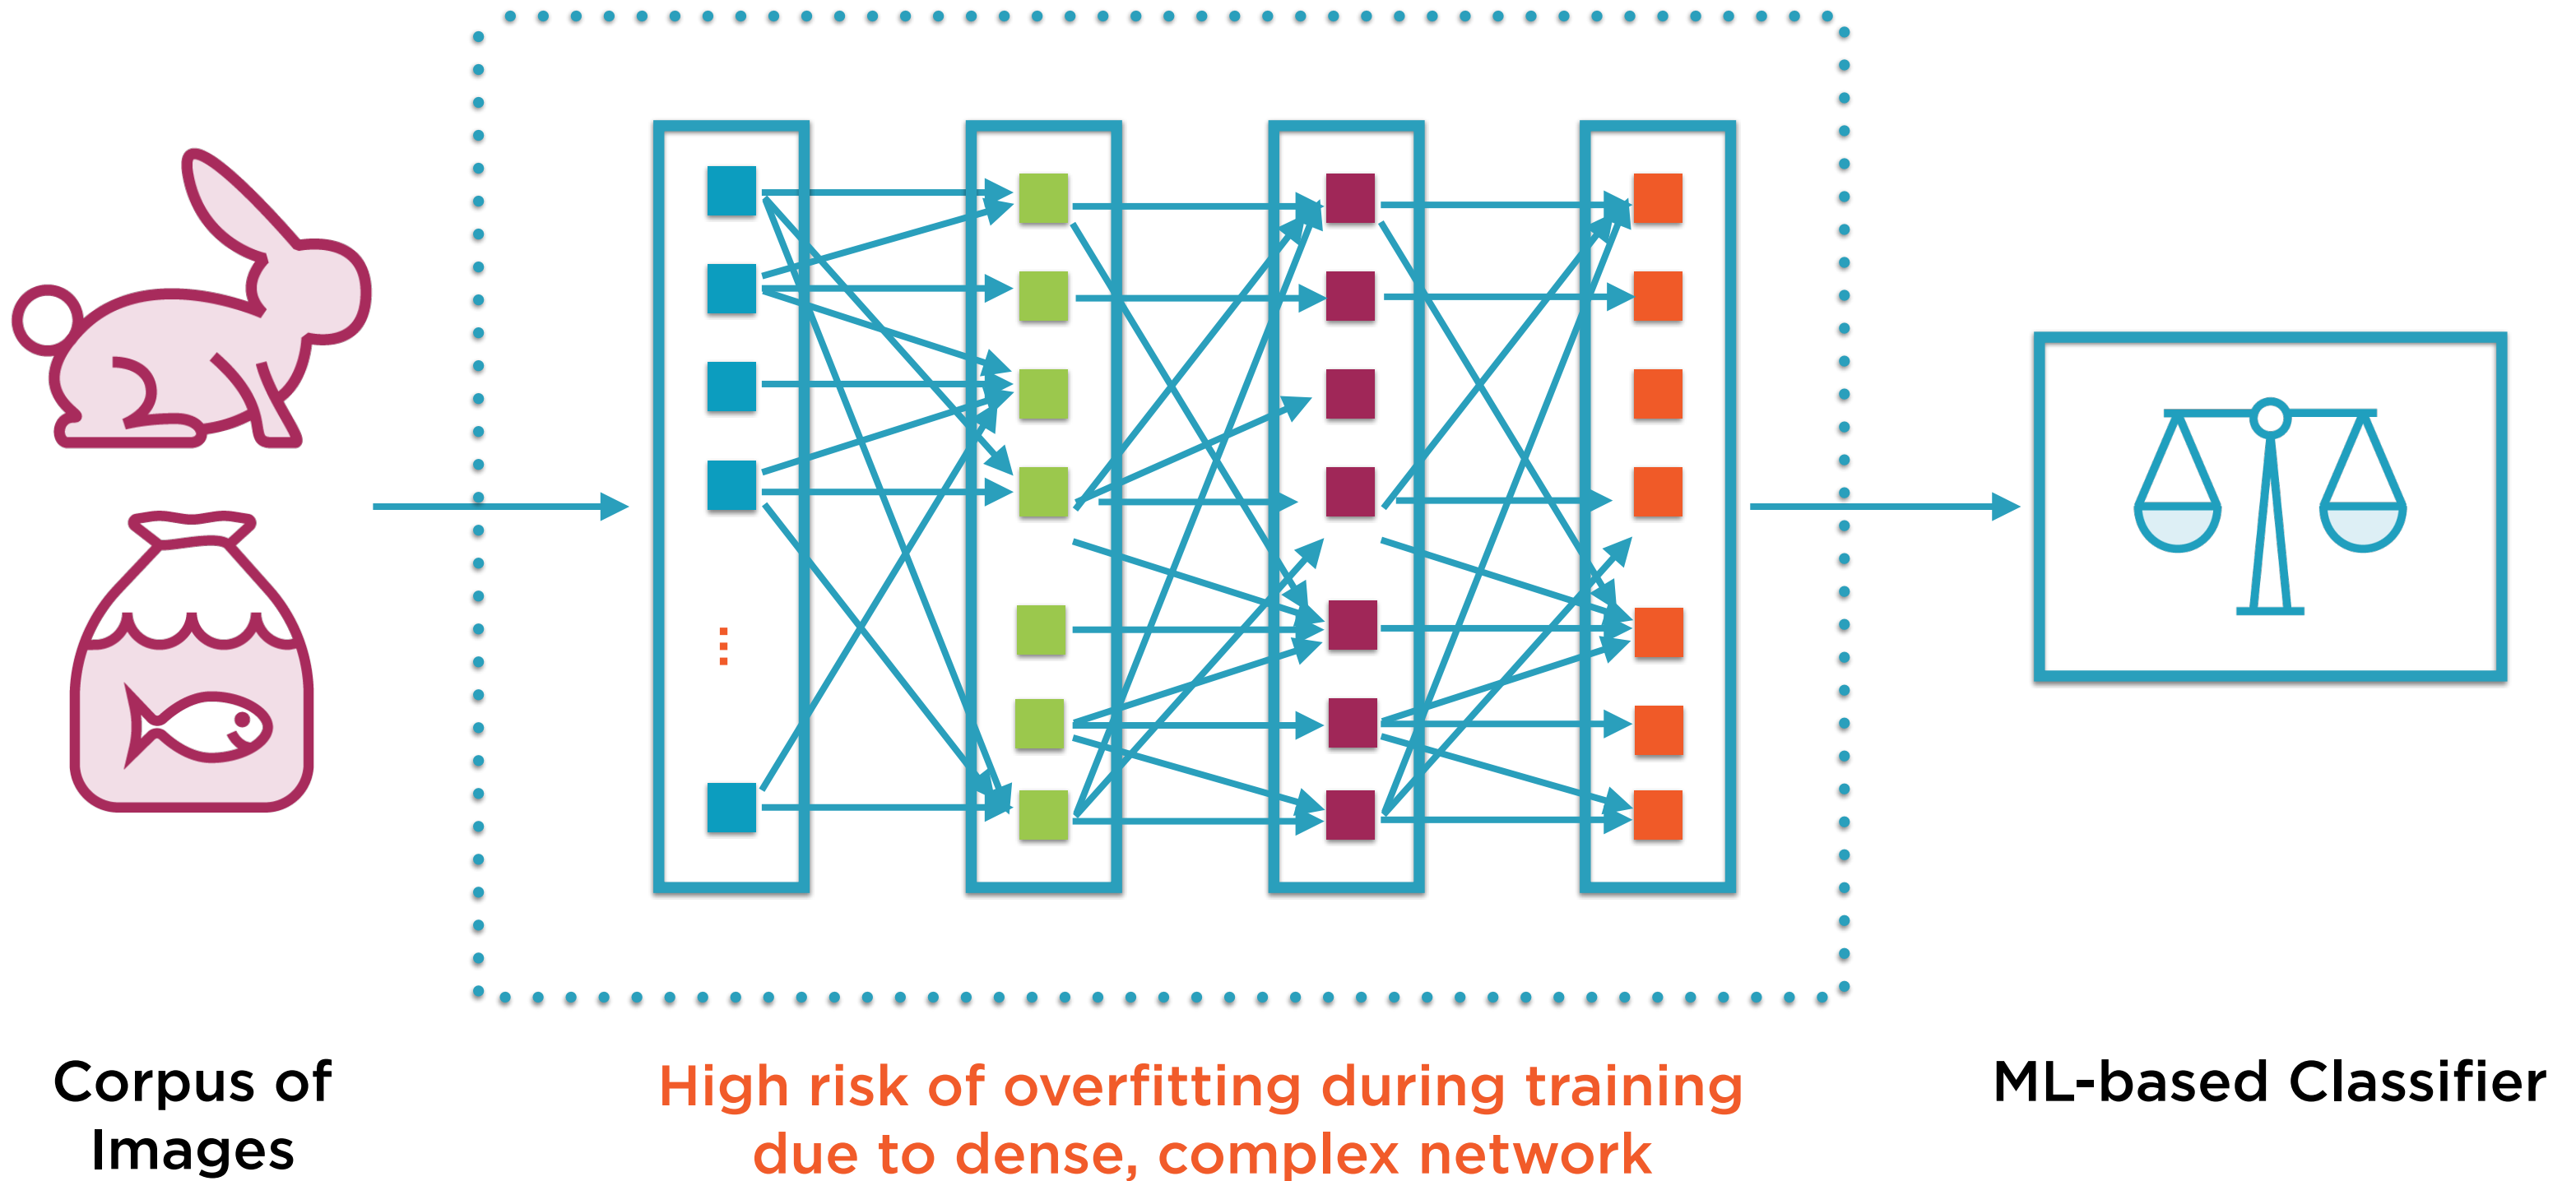 Corpus of
Images
High risk of overfitting during training
due to dense, complex network
ML-based Classifier